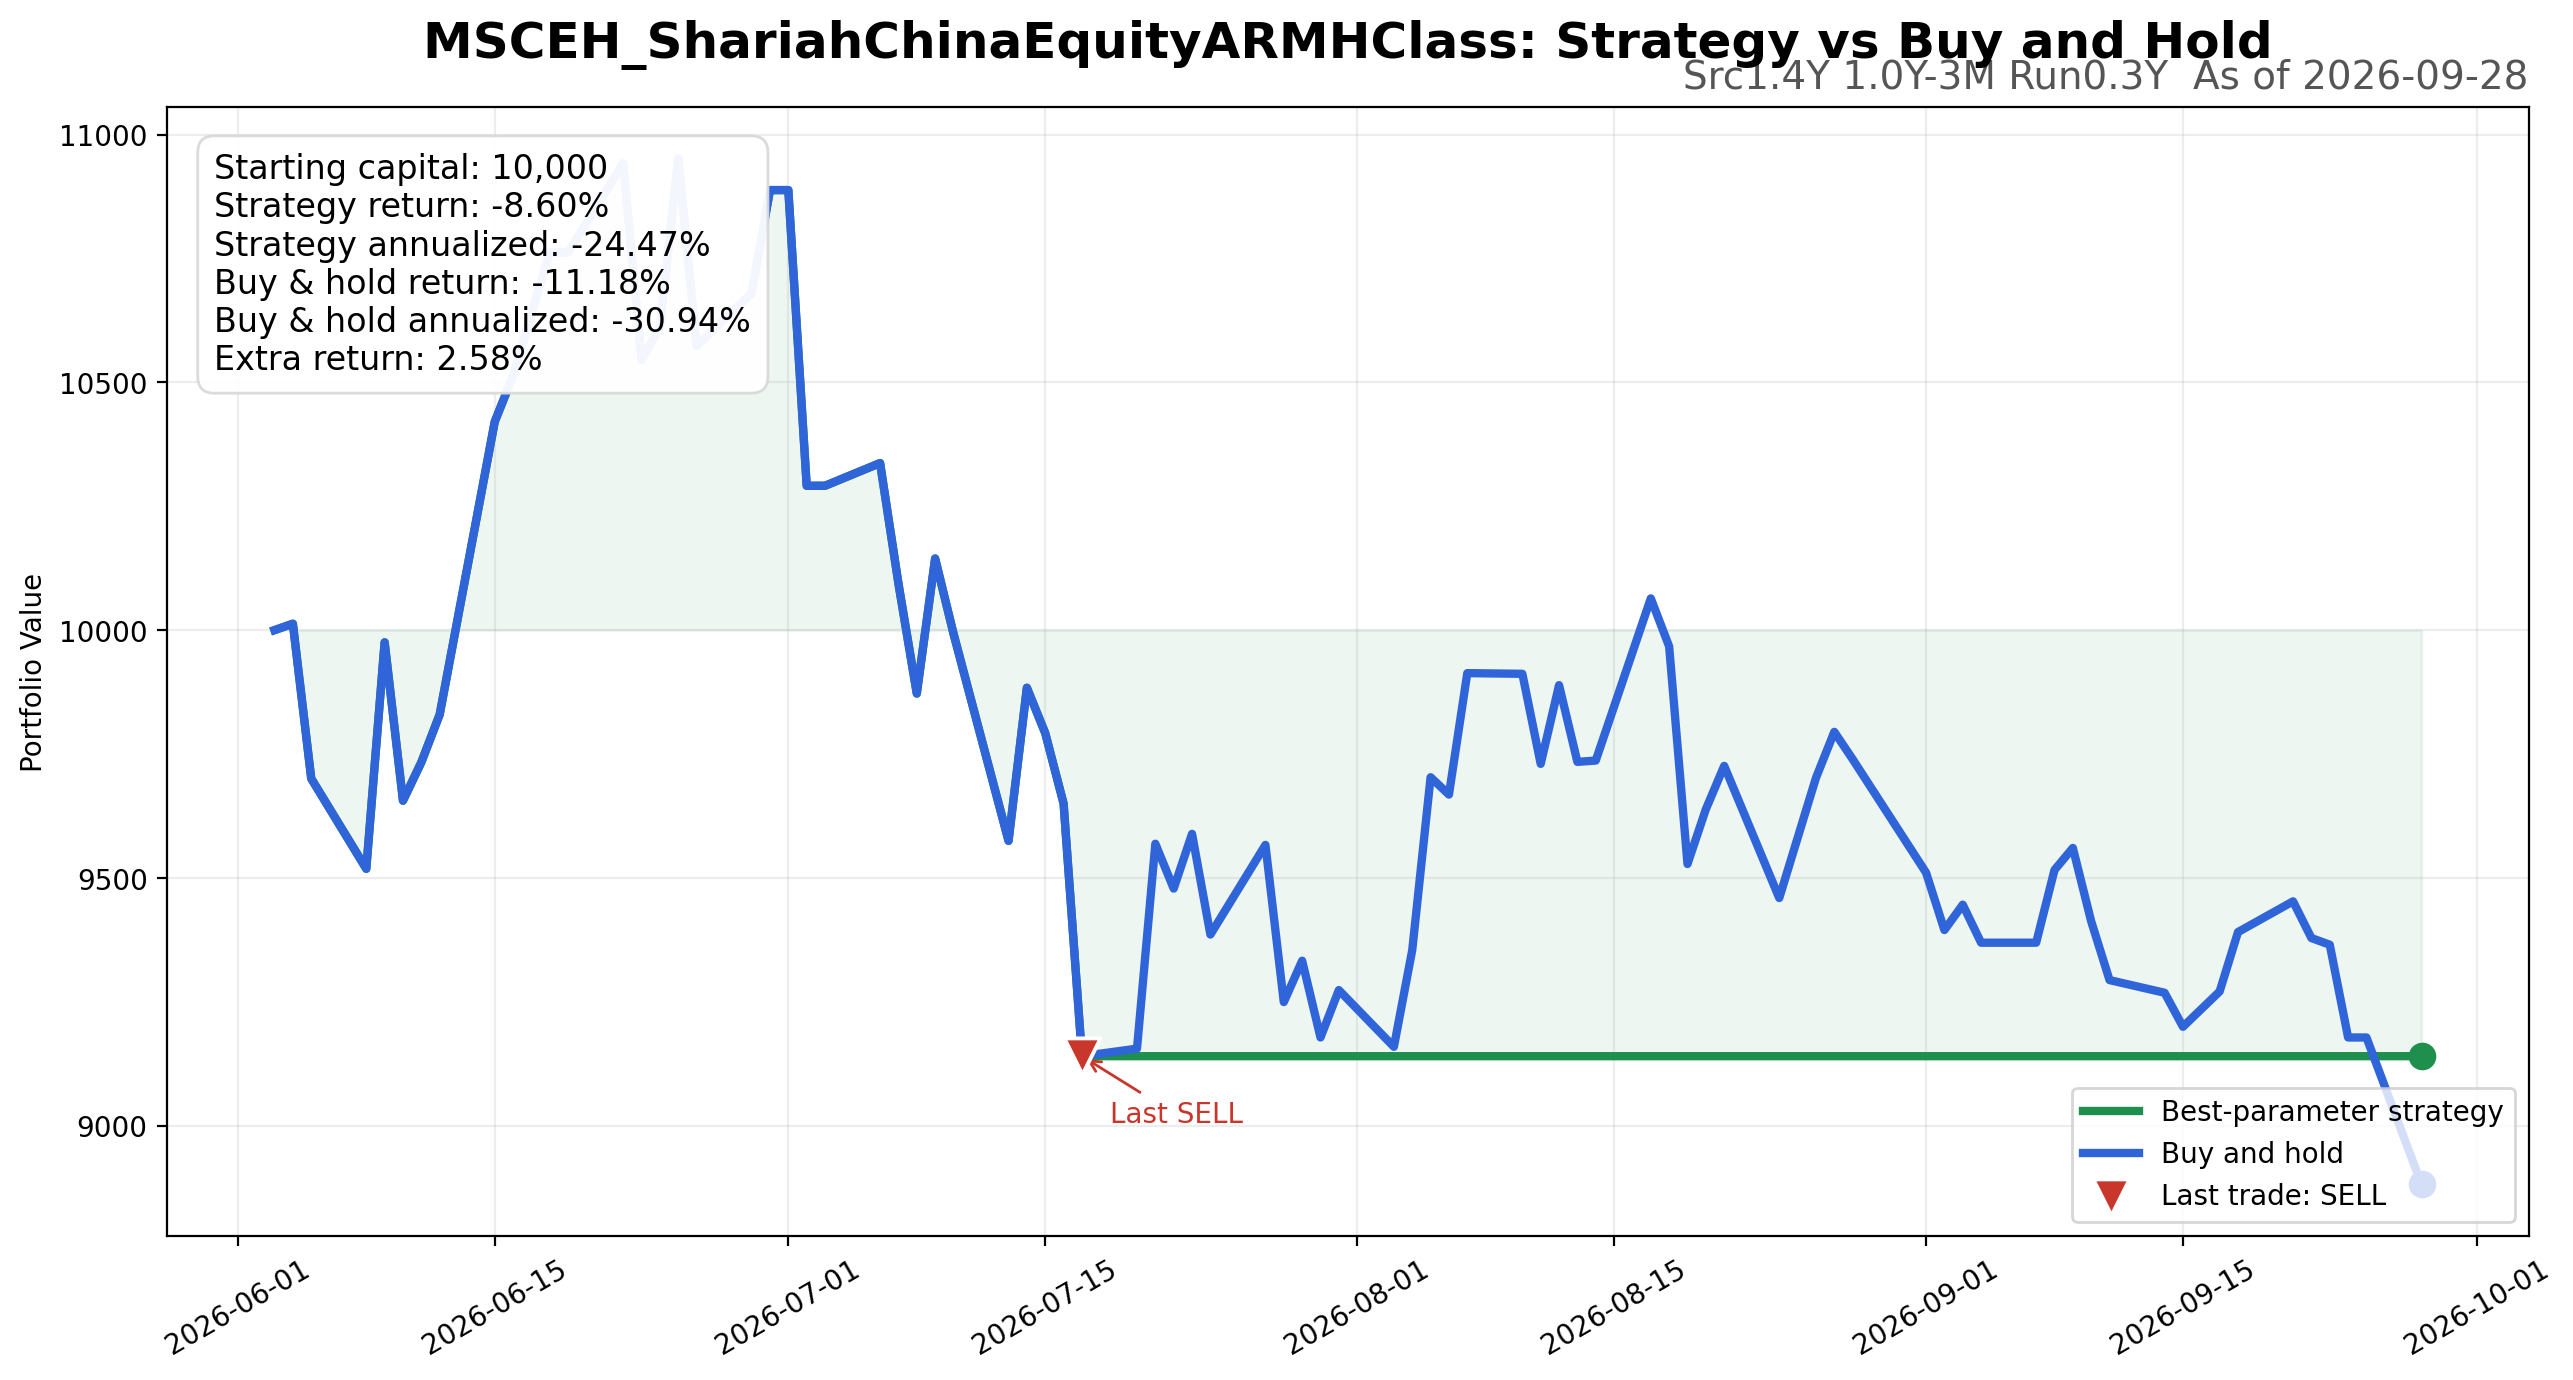 MSCEH_ShariahChinaEquityARMHClass: Strategy vs Buy and Hold
Src1.4Y 1.0Y-3M Run0.3Y  As of 2026-09-28
Starting capital: 10,000
Strategy return: -8.60%
Strategy annualized: -24.47%
Buy & hold return: -11.18%
Buy & hold annualized: -30.94%
Extra return: 2.58%
Portfolio Value
11000
10500
10000
9500
9000
Last SELL
Best-parameter strategy
Buy and hold
Last trade: SELL
2026-06-01
2026-06-15
2026-07-01
2026-07-15
2026-08-01
2026-08-15
2026-09-01
2026-09-15
2026-10-01